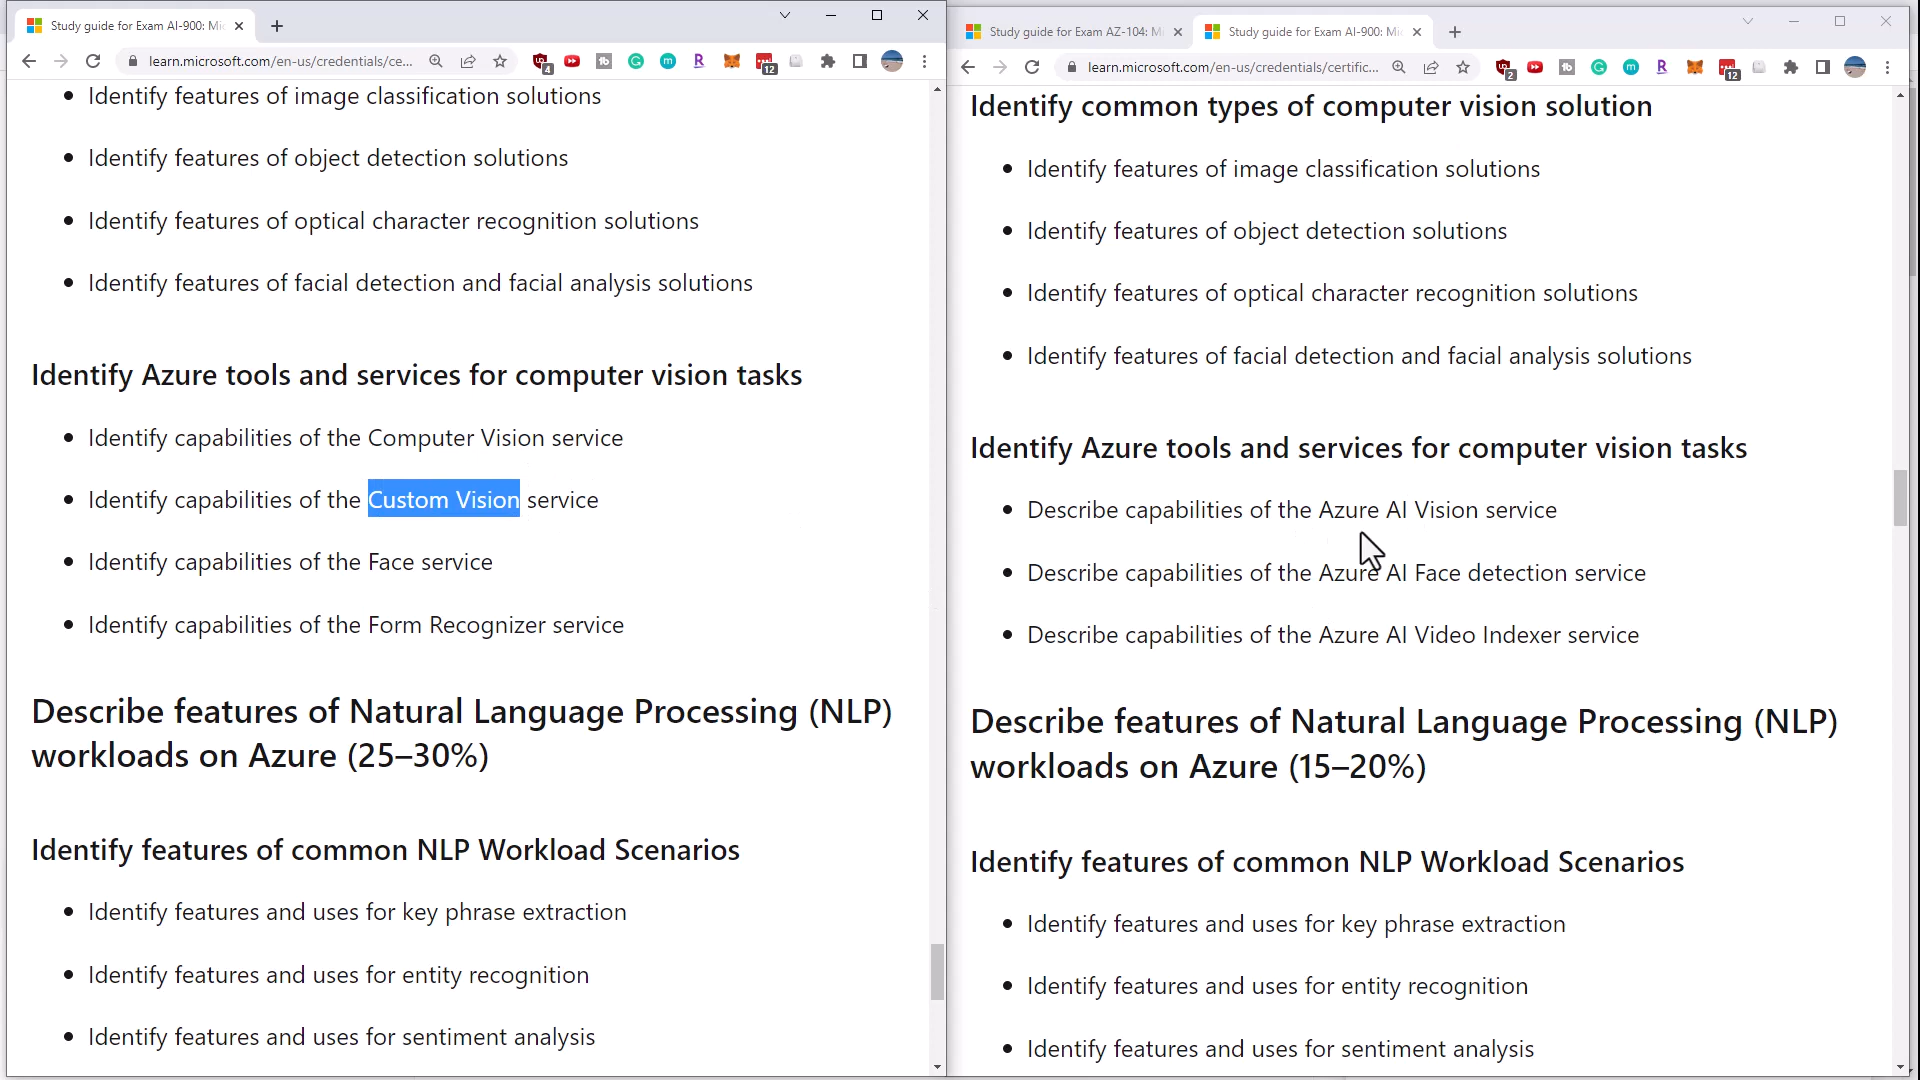 Study guide for Exam AI-900: Mic
learn.microsoft.com/en-us/credentials/ce...
4
12
Identify features of image classification solutions
Identify features of object detection solutions
Identify features of optical character recognition solutions
Identify features of facial detection and facial analysis solutions
Identify Azure tools and services for computer vision tasks
Identify capabilities of the Computer Vision service
Identify capabilities of the Custom Vision service
Identify capabilities of the Face service
Identify capabilities of the Form Recognizer service
Describe features of Natural Language Processing (NLP)
workloads on Azure (25–30%)
Identify features of common NLP Workload Scenarios
Identify features and uses for key phrase extraction
Identify features and uses for entity recognition
Identify features and uses for sentiment analysis
Study guide for Exam AZ-104: M
Study guide for Exam AI-900: Mic
learn.microsoft.com/en-us/credentials/certific...
2
12
Identify common types of computer vision solution
Identify features of image classification solutions
Identify features of object detection solutions
Identify features of optical character recognition solutions
Identify features of facial detection and facial analysis solutions
Identify Azure tools and services for computer vision tasks
Describe capabilities of the Azure AI Vision service
Describe capabilities of the Azure AI Face detection service
Describe capabilities of the Azure AI Video Indexer service
Describe features of Natural Language Processing (NLP)
workloads on Azure (15–20%)
Identify features of common NLP Workload Scenarios
Identify features and uses for key phrase extraction
Identify features and uses for entity recognition
Identify features and uses for sentiment analysis